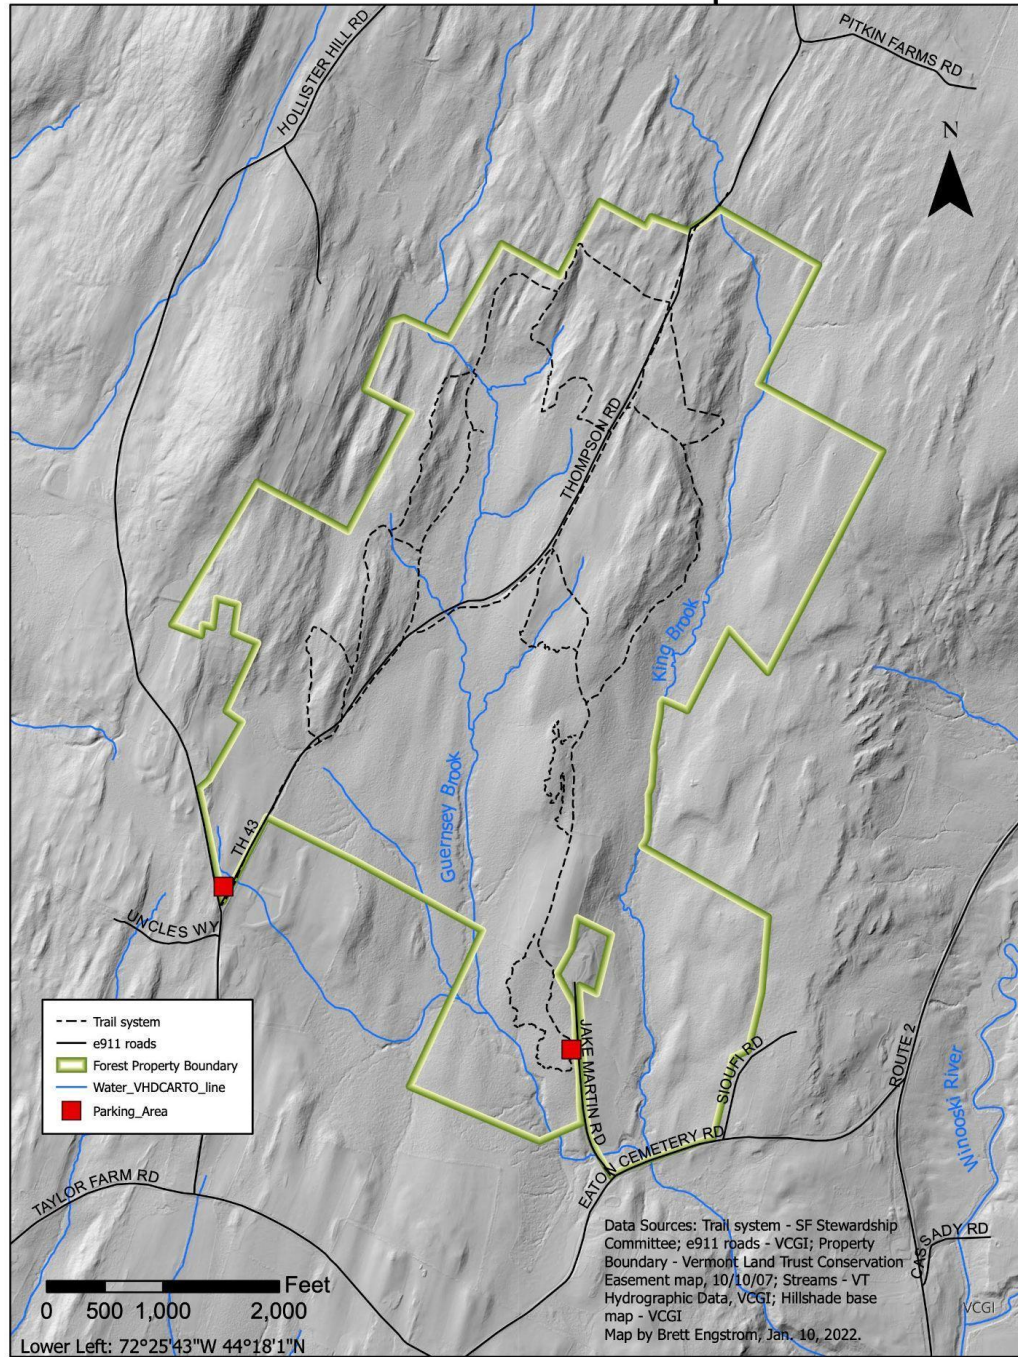 HOLLISTER HILL RD
PITKIN FARMS RD
N
THOMPSON RD
King Brook
Guernsey Brook
TH 43
UNCLES WY
Trail system
e911 roads
Forest Property Boundary
Water_VHDCARTO_line
Parking_Area
JAKE MARTIN RD
SIOUFI RD
ROUTE 2
Winooski River
EATON CEMETERY RD
TAYLOR FARM RD
CASSADY RD
Data Sources: Trail system - SF Stewardship
Committee; e911 roads - VCGI; Property
Boundary - Vermont Land Trust Conservation
Easement map, 10/10/07; Streams - VT
Hydrographic Data, VCGI; Hillshade base
map - VCGI
Map by Brett Engstrom, Jan. 10, 2022.
VCGI
Feet
0 500 1,000 2,000
Lower Left: 72°25'43"W 44°18'1"N